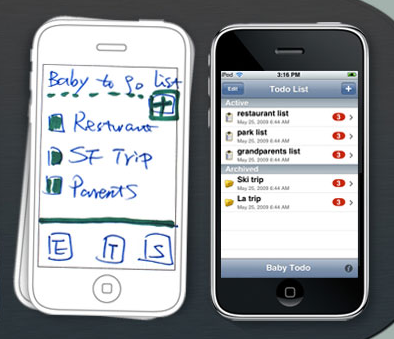 Baby to go list
Resturan
SF Trip
Parents
E T S
iPod 3:16 PM
Edit Todo List +
Active
restaurant list
May 25, 2009 6:44 AM
3
park list
May 25, 2009 6:44 AM
grandparents list
May 25, 2009 6:44 AM
3
Archived
Ski trip
May 25, 2009 6:44 AM
3
La trip
May 25, 2009 6:44 AM
3
Baby Todo